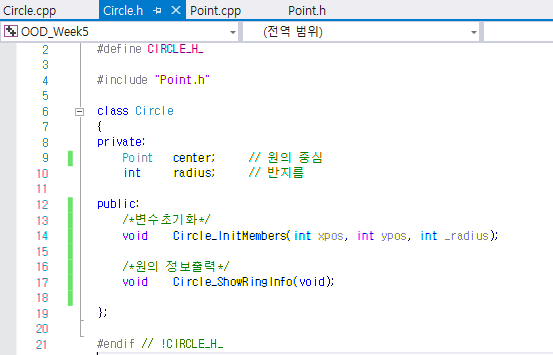 Circle.cpp Circle.h Point.cpp Point.h
OOD_Week5 (전역 범위)
2 #define CIRCLE_H_
3
4 #include "Point.h"
5
6 class Circle
7 {
8 private:
9 Point center; // 원의 중심
10 int radius; // 반지름
11
12 public:
13 /*변수초기화*/
14 void Circle_InitMembers(int xpos, int ypos, int _radius);
15
16 /*원의 정보출력*/
17 void Circle_ShowRingInfo(void);
18
19 };
20
21 #endif // !CIRCLE_H_